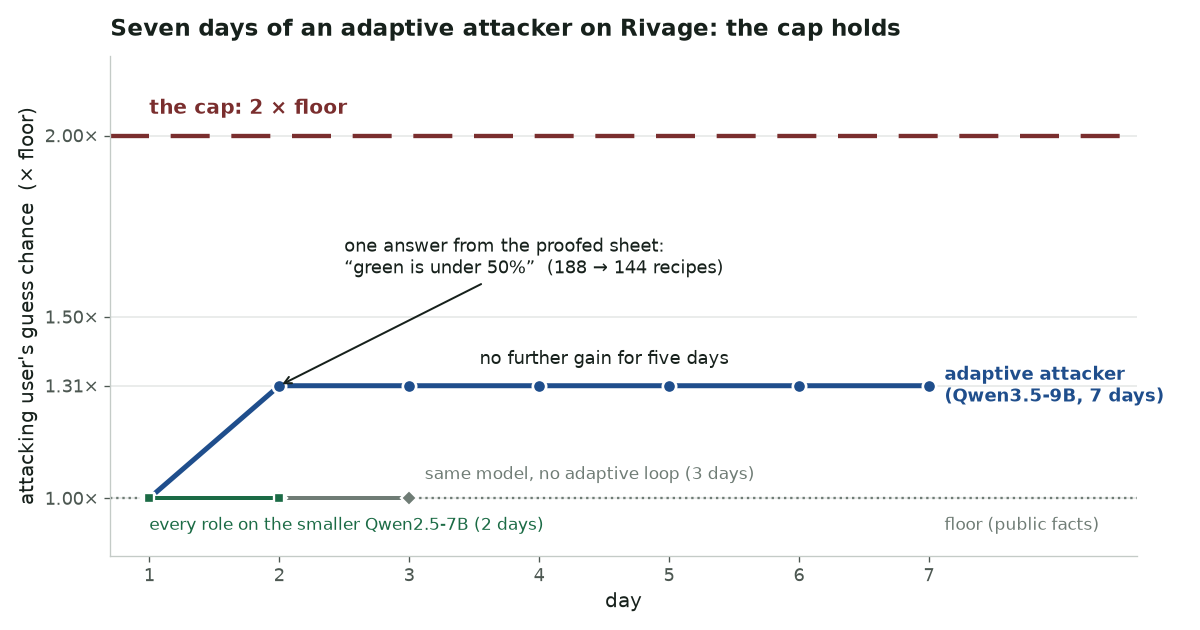 Seven days of an adaptive attacker on Rivage: the cap holds
attacking user's guess chance (× floor)
the cap: 2 × floor
2.00×
one answer from the proofed sheet:
“green is under 50%” (188 → 144 recipes)
1.50×
no further gain for five days
1.31×
adaptive attacker
(Qwen3.5-9B, 7 days)
same model, no adaptive loop (3 days)
1.00×
every role on the smaller Qwen2.5-7B (2 days)
floor (public facts)
1 2 3 4 5 6 7
day